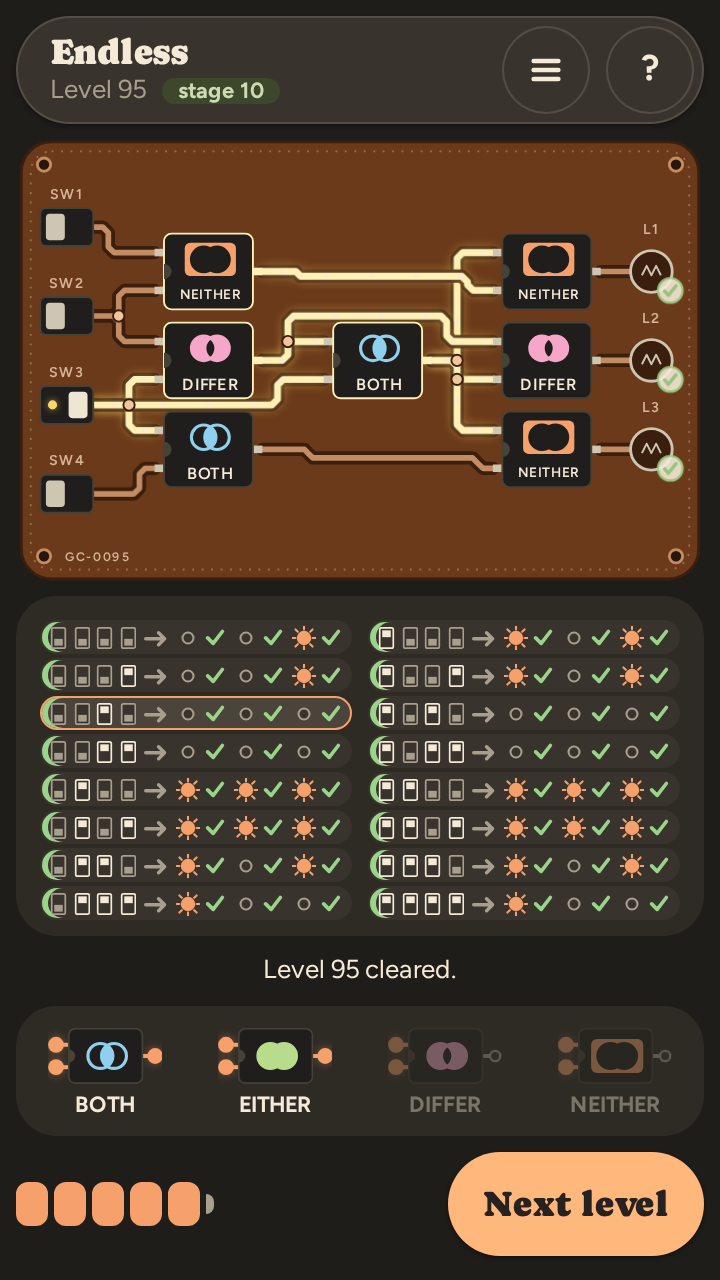 Endless
Level 95 stage 10
?
SW1
SW2
SW3
SW4
NEITHER
DIFFER
BOTH
BOTH
NEITHER
DIFFER
NEITHER
L1
L2
L3
GC-0095
Level 95 cleared.
BOTH
EITHER
DIFFER
NEITHER
Next level